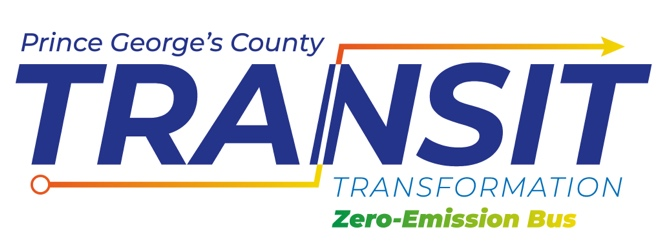 Prince George's County
TRANSIT
TRANSFORMATION
Zero-Emission Bus